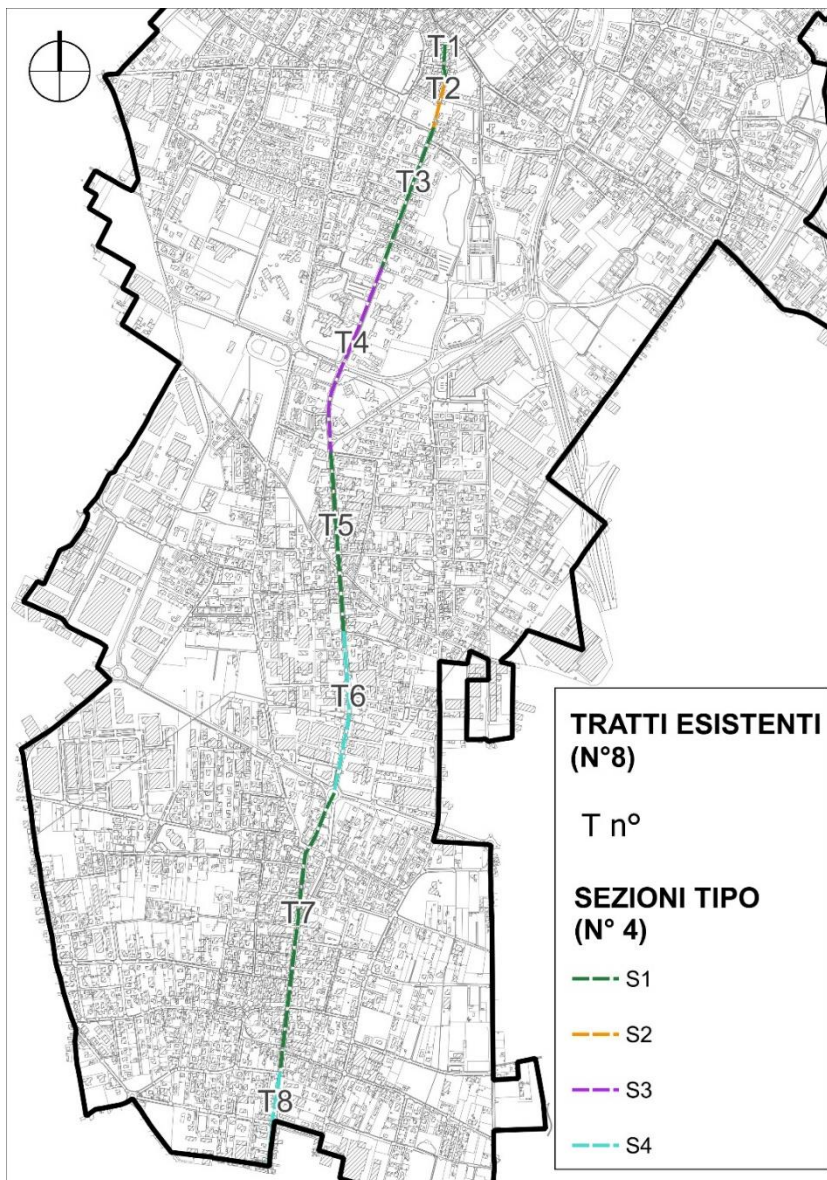 T1
T2
T3
T4
T5
T6
T7
T8
TRATTI ESISTENTI
(N°8)
T n°
SEZIONI TIPO
(N° 4)
S1
S2
S3
S4